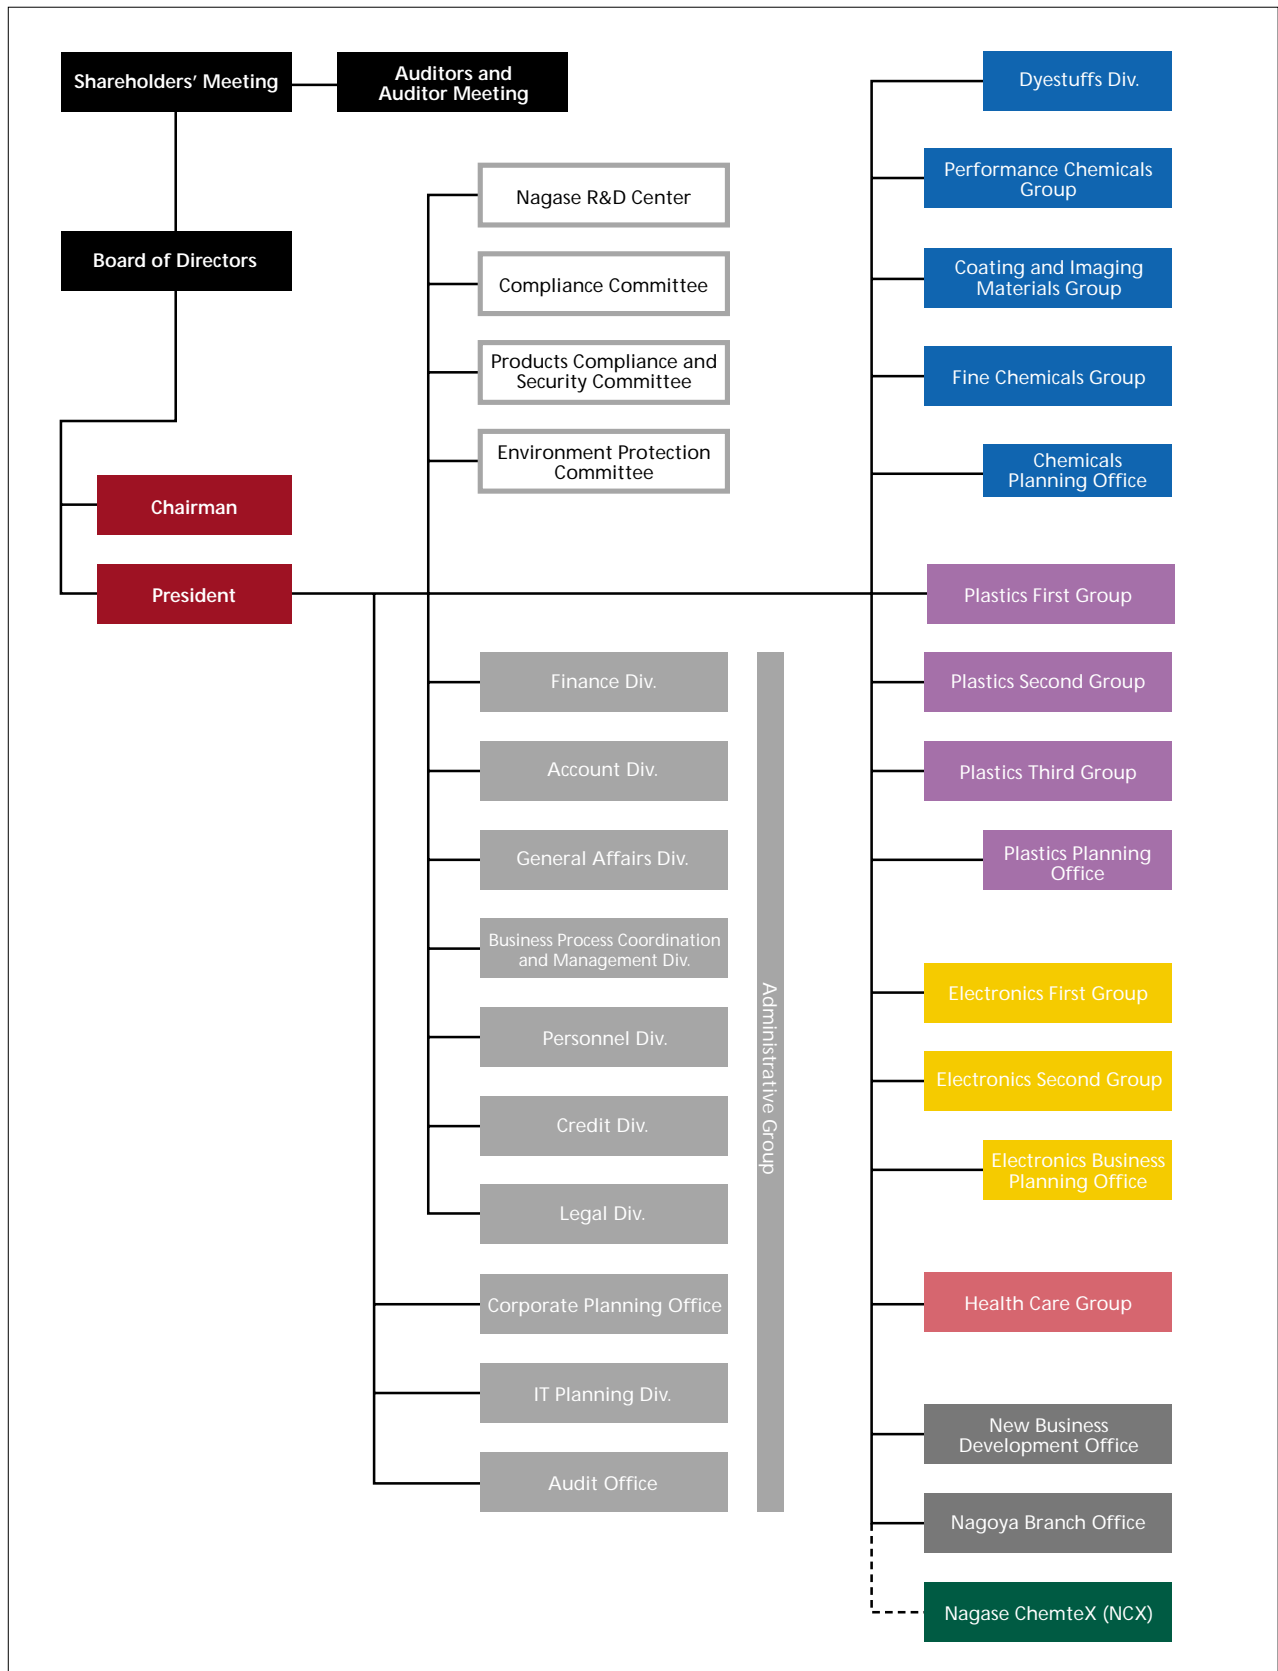 Shareholders' Meeting
Auditors and
Auditor Meeting
Board of Directors
Chairman
President
Nagase R&D Center
Compliance Committee
Products Compliance and
Security Committee
Environment Protection
Committee
Finance Div.
Account Div.
General Affairs Div.
Business Process Coordination
and Management Div.
Personnel Div.
Credit Div.
Legal Div.
Corporate Planning Office
IT Planning Div.
Audit Office
Administrative Group
Dyestuffs Div.
Performance Chemicals
Group
Coating and Imaging
Materials Group
Fine Chemicals Group
Chemicals
Planning Office
Plastics First Group
Plastics Second Group
Plastics Third Group
Plastics Planning
Office
Electronics First Group
Electronics Second Group
Electronics Business
Planning Office
Health Care Group
New Business
Development Office
Nagoya Branch Office
Nagase ChemteX (NCX)